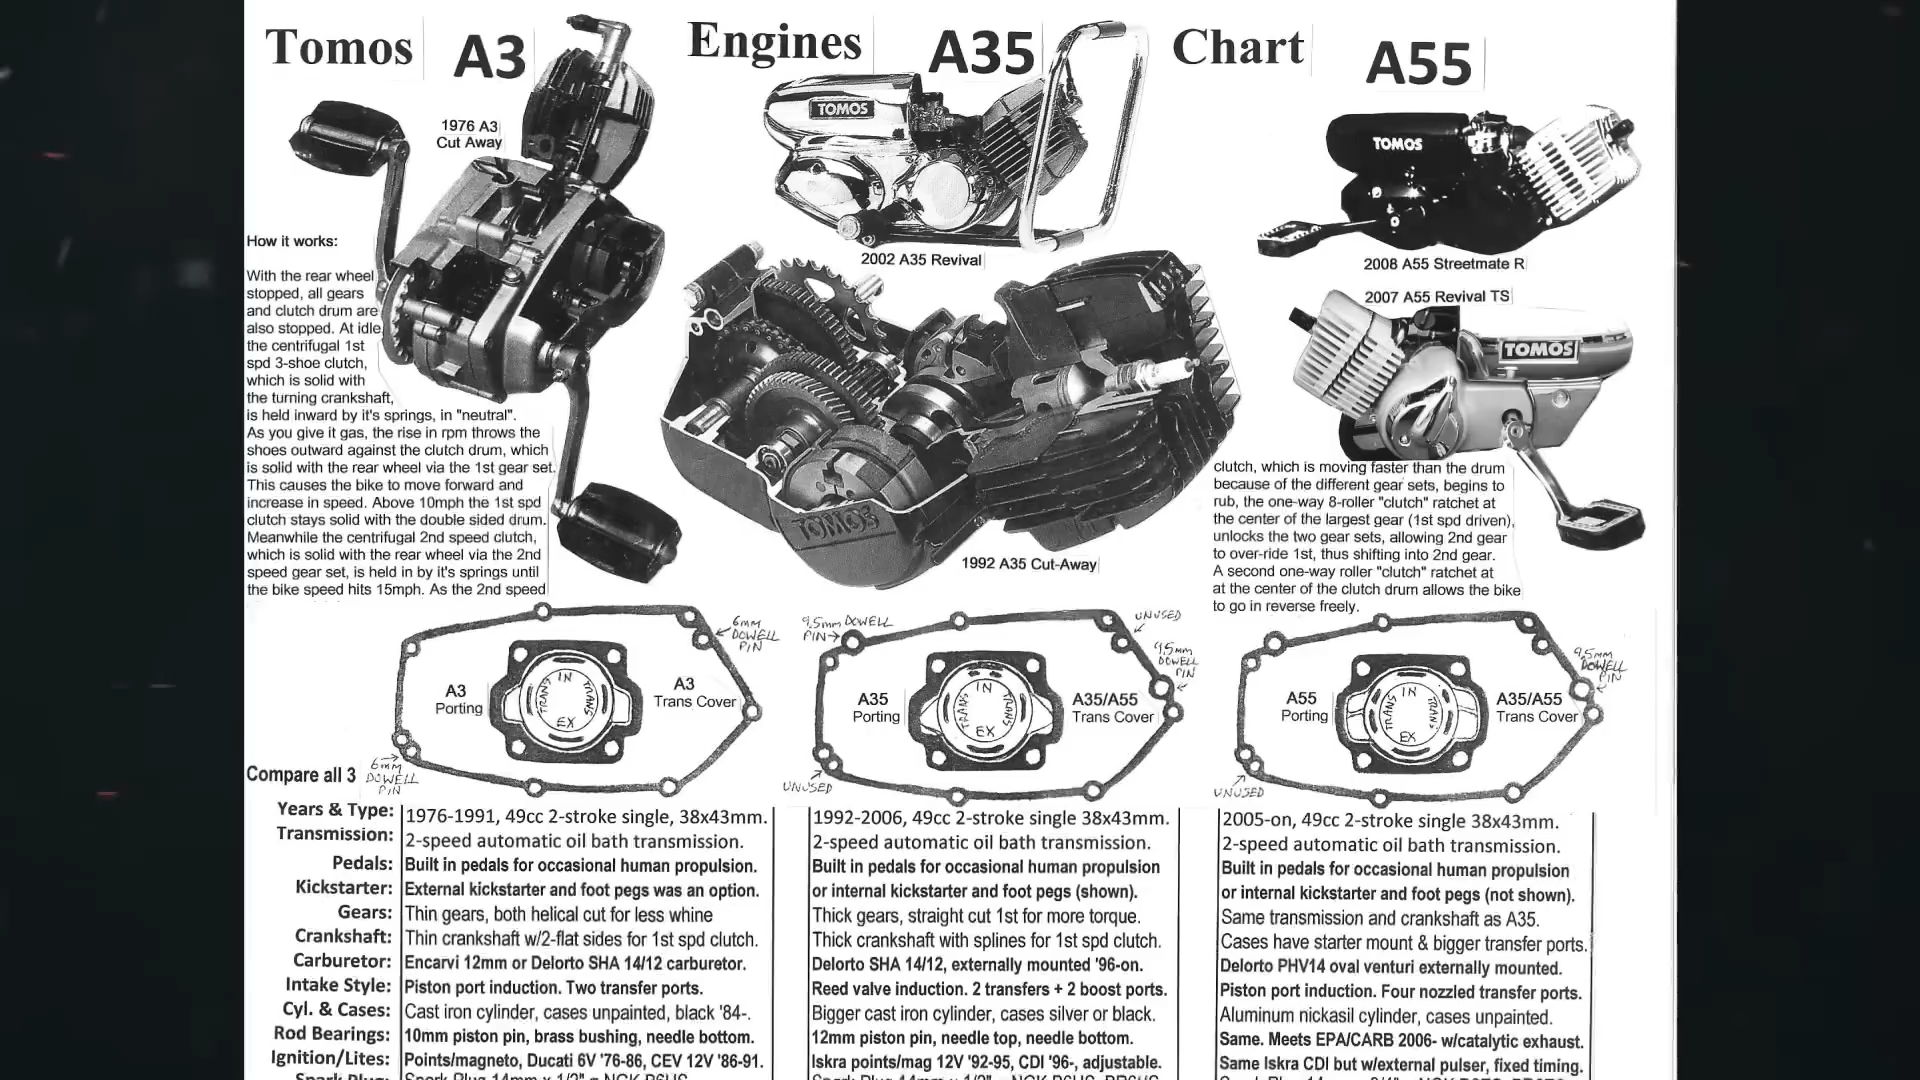 Tomos A3 Engines A35 Chart A55
1976 A3
Cut Away
TOMOS
2002 A35 Revival
TOMOS
2008 A55 Streetmate R
2007 A55 Revival TS
TOMOS
How it works:
With the rear wheel
stopped, all gears
and clutch drum are
also stopped. At idle
the centrifugal 1st
spd 3-shoe clutch,
which is solid with
the turning crankshaft,
is held inward by it's springs, in "neutral".
As you give it gas, the rise in rpm throws the
shoes outward against the clutch drum, which
is solid with the rear wheel via the 1st gear set.
This causes the bike to move forward and
increase in speed. Above 10mph the 1st spd
clutch stays solid with the double sided drum.
Meanwhile the centrifugal 2nd speed clutch,
which is solid with the rear wheel via the 2nd
speed gear set, is held in by it's springs until
the bike speed hits 15mph. As the 2nd speed
TOMOS
1992 A35 Cut-Away
clutch, which is moving faster than the drum
because of the different gear sets, begins to
rub, the one-way 8-roller "clutch" ratchet at
the center of the largest gear (1st spd driven),
unlocks the two gear sets, allowing 2nd gear
to over-ride 1st, thus shifting into 2nd gear.
A second one-way roller "clutch" ratchet at
at the center of the clutch drum allows the bike
to go in reverse freely.
6mm
DOWELL
PIN
A3
Porting
IN
TRANS
TRANS
EX
A3
Trans Cover
6mm
DOWELL
PIN
9.5mm DOWELL
PIN
UNUSED
9.5mm
DOWELL
PIN
A35
Porting
IN
TRANS
TRANS
EX
A35/A55
Trans Cover
UNUSED
9.5mm
DOWELL
PIN
A55
Porting
IN
TRANS
TRANS
EX
A35/A55
Trans Cover
UNUSED
Compare all 3
Years & Type: 1976-1991, 49cc 2-stroke single, 38x43mm. 1992-2006, 49cc 2-stroke single 38x43mm. 2005-on, 49cc 2-stroke single 38x43mm.
Transmission: 2-speed automatic oil bath transmission. 2-speed automatic oil bath transmission. 2-speed automatic oil bath transmission.
Pedals: Built in pedals for occasional human propulsion. Built in pedals for occasional human propulsion Built in pedals for occasional human propulsion
Kickstarter: External kickstarter and foot pegs was an option. or internal kickstarter and foot pegs (shown). or internal kickstarter and foot pegs (not shown).
Gears: Thin gears, both helical cut for less whine Thick gears, straight cut 1st for more torque. Same transmission and crankshaft as A35.
Crankshaft: Thin crankshaft w/2-flat sides for 1st spd clutch. Thick crankshaft with splines for 1st spd clutch. Cases have starter mount & bigger transfer ports.
Carburetor: Encarvi 12mm or Delorto SHA 14/12 carburetor. Delorto SHA 14/12, externally mounted '96-on. Delorto PHV14 oval venturi externally mounted.
Intake Style: Piston port induction. Two transfer ports. Reed valve induction. 2 transfers + 2 boost ports. Piston port induction. Four nozzled transfer ports.
Cyl. & Cases: Cast iron cylinder, cases unpainted, black '84-. Bigger cast iron cylinder, cases silver or black. Aluminum nickasil cylinder, cases unpainted.
Rod Bearings: 10mm piston pin, brass bushing, needle bottom. 12mm piston pin, needle top, needle bottom. Same. Meets EPA/CARB 2006- w/catalytic exhaust.
Ignition/Lites: Points/magneto, Ducati 6V '76-86, CEV 12V '86-91. Iskra points/mag 12V '92-95, CDI '96-, adjustable. Same Iskra CDI but w/external pulser, fixed timing.